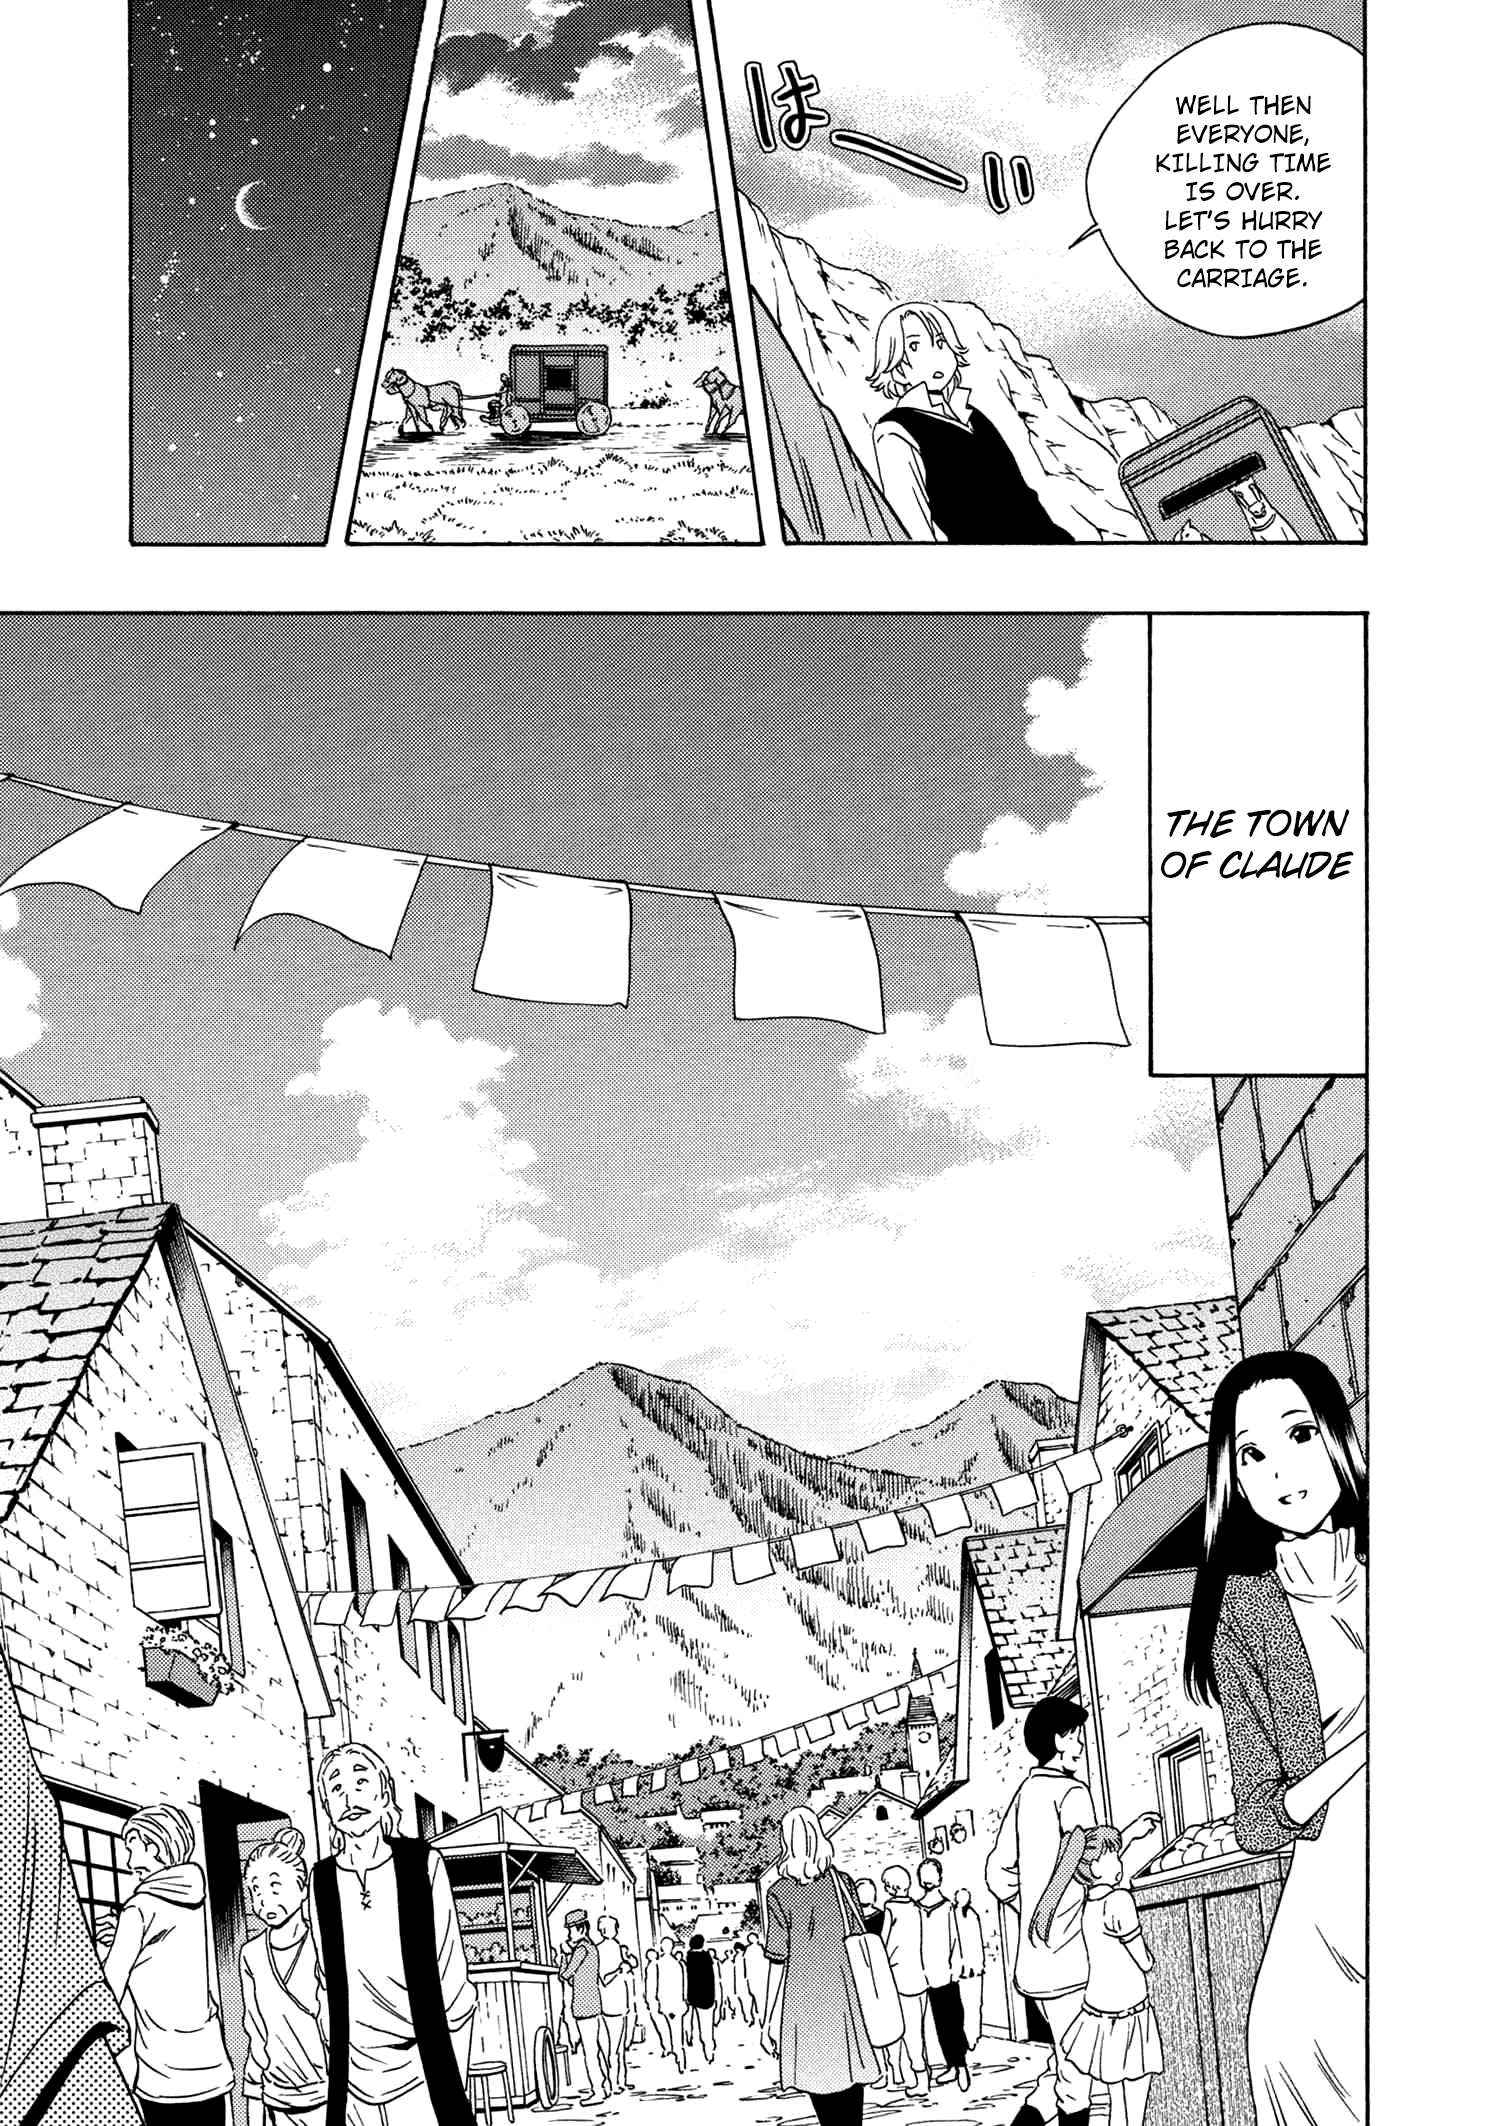 WELL THEN
EVERYONE,
KILLING TIME
IS OVER.
LET'S HURRY
BACK TO THE
CARRIAGE.
はーい
THE TOWN
OF CLAUDE